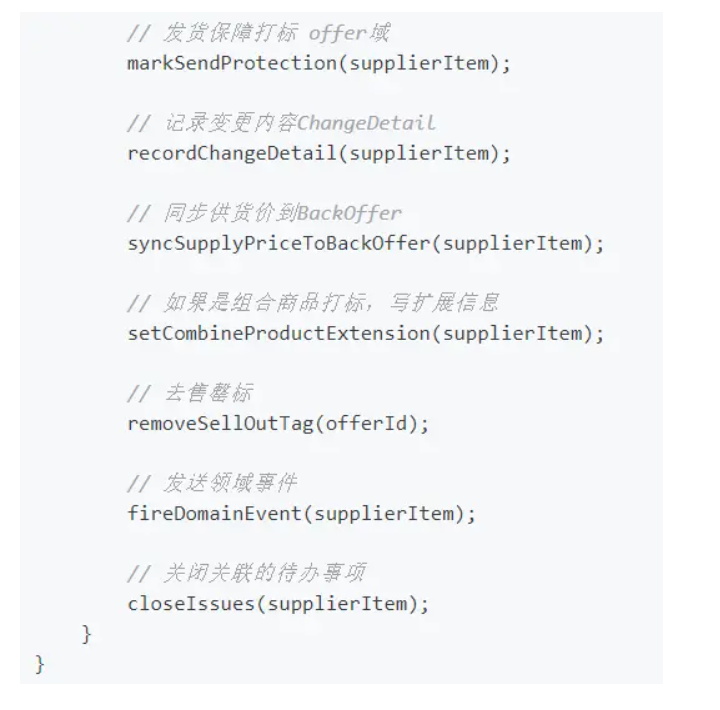 // 发货保障打标 offer域
markSendProtection(supplierItem);
// 记录变更内容ChangeDetail
recordChangeDetail(supplierItem);
// 同步供货价到BackOffer
syncSupplyPriceToBackOffer(supplierItem);
// 如果是组合商品打标，写扩展信息
setCombineProductExtension(supplierItem);
// 去售罄标
removeSellOutTag(offerId);
// 发送领域事件
fireDomainEvent(supplierItem);
// 关闭关联的待办事项
closeIssues(supplierItem);
}
}